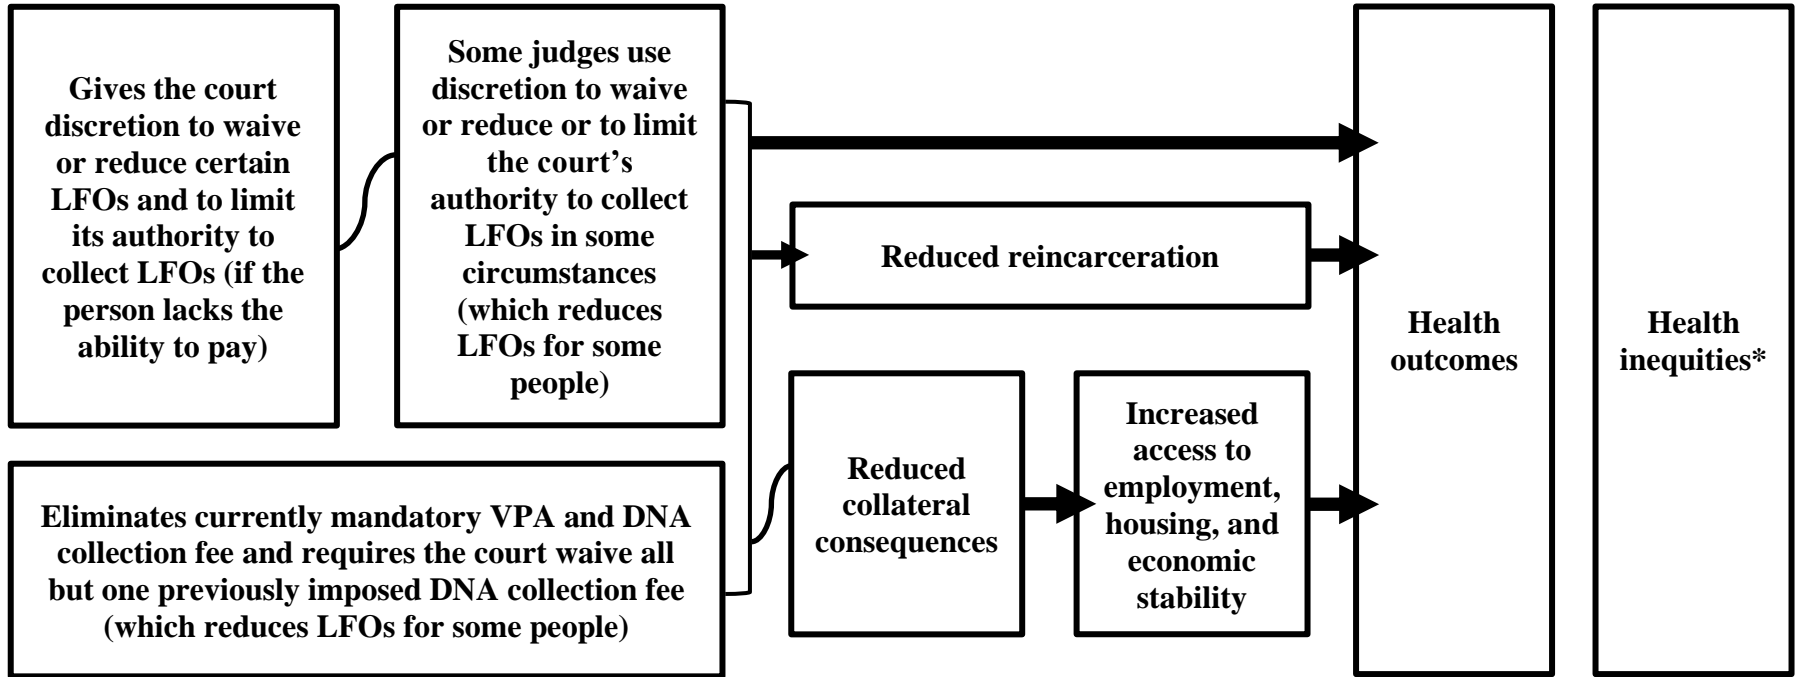 Gives the court
discretion to waive
or reduce certain
LFOs and to limit
its authority to
collect LFOs (if the
person lacks the
ability to pay)
Some judges use
discretion to waive
or reduce or to limit
the court’s
authority to collect
LFOs in some
circumstances
(which reduces
LFOs for some
people)
Eliminates currently mandatory VPA and DNA
collection fee and requires the court waive all
but one previously imposed DNA collection fee
(which reduces LFOs for some people)
Reduced reincarceration
Reduced
collateral
consequences
Increased
access to
employment,
housing, and
economic
stability
Health
outcomes
Health
inequities*